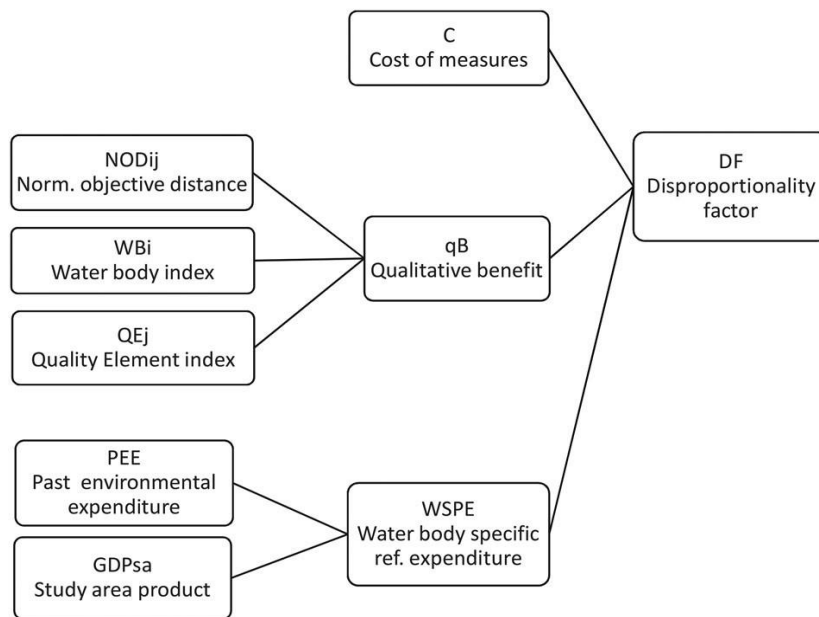 C
Cost of measures
NODij
Norm. objective distance
WBi
Water body index
QEj
Quality Element index
qB
Qualitative benefit
DF
Disproportionality
factor
PEE
Past environmental
expenditure
GDPsa
Study area product
WSPE
Water body specific
ref. expenditure